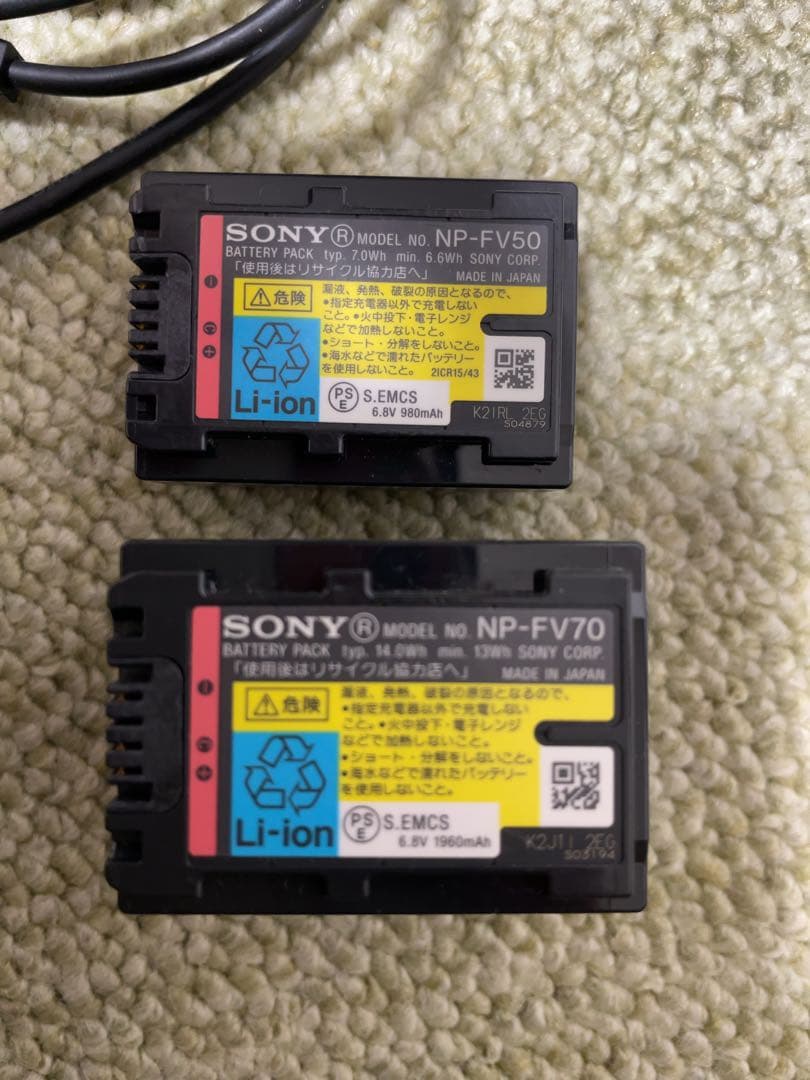 SONY Ⓡ MODEL NO. NP-FV50
BATTERY PACK typ. 7.0Wh min. 6.6Wh SONY CORP.
「使用後はリサイクル協力店へ」 MADE IN JAPAN
危険
漏液、発熱、破裂の原因となるので、
•指定充電器以外で充電しない
こと。•火中投下・電子レンジ
などで加熱しないこと。
•ショート・分解をしないこと。
•海水などで濡れたバッテリー
を使用しない こと。 2ICR15/43
Li-ion
PSE S.EMCS
6.8V 980mAh
K2IRL 2EG
S04879
SONY Ⓡ MODEL NO. NP-FV70
BATTERY PACK typ. 14.0Wh min. 13Wh SONY CORP.
「使用後はリサイクル協力店へ」 MADE IN JAPAN
危険
漏液、発熱、破裂の原因となるので、
•指定充電器以外で充電しない
こと。•火中投下・電子レンジ
などで加熱しないこと。
•ショート・分解をしないこと。
•海水などで濡れたバッテリー
を使用しないこと。
Li-ion
PSE S.EMCS
6.8V 1960mAh
2EG
S03194